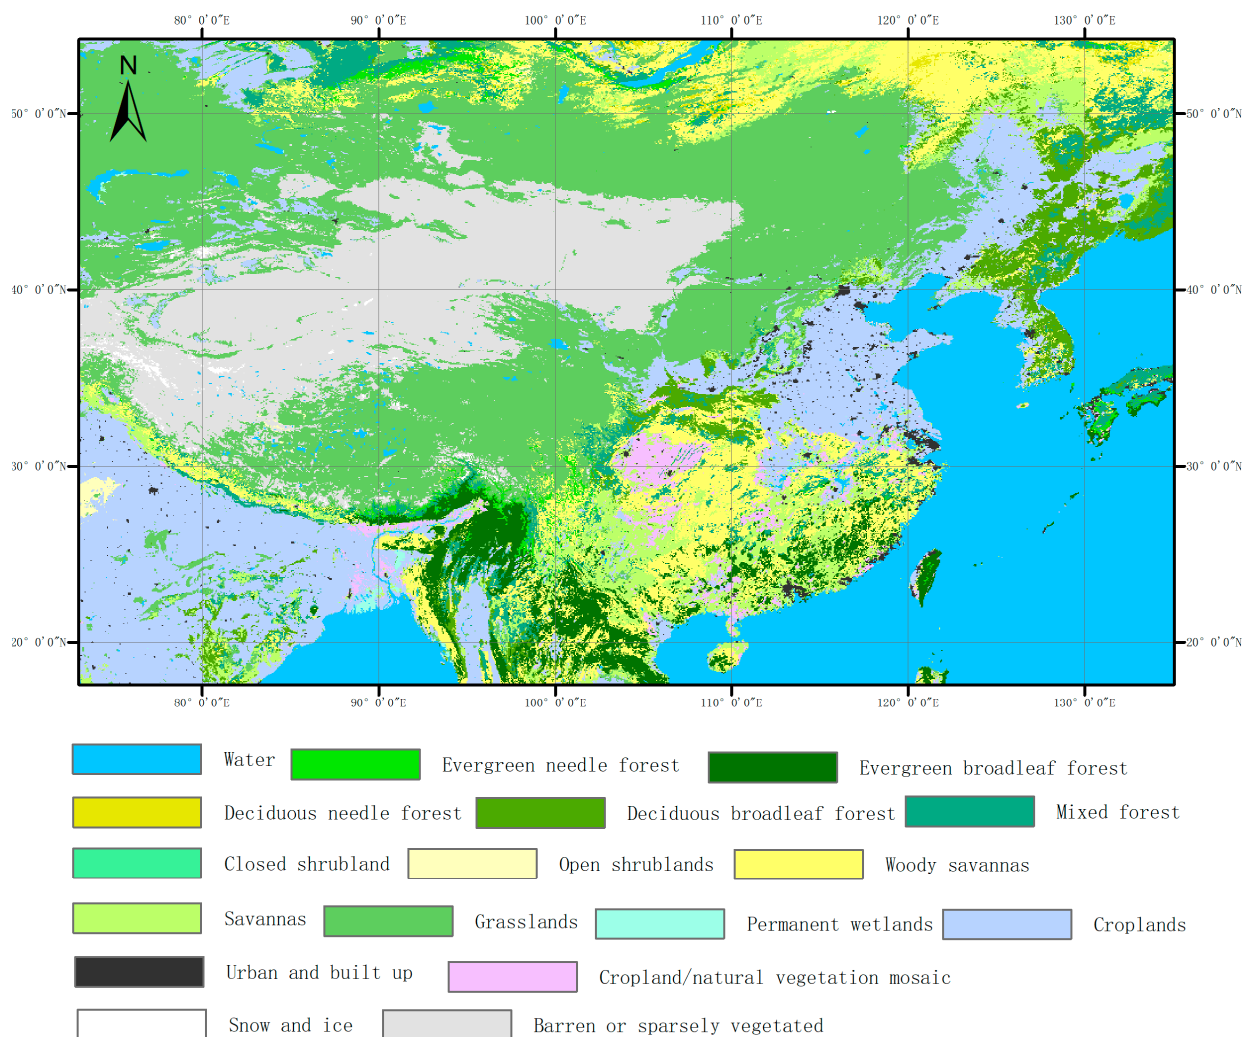 80° 0′0″E 90° 0′0″E 100° 0′0″E 110° 0′0″E 120° 0′0″E 130° 0′0″E
N
50° 0′0″N 50° 0′0″N
40° 0′0″N 40° 0′0″N
30° 0′0″N 30° 0′0″N
20° 0′0″N 20° 0′0″N
80° 0′0″E 90° 0′0″E 100° 0′0″E 110° 0′0″E 120° 0′0″E 130° 0′0″E
Water Evergreen needle forest Evergreen broadleaf forest
Deciduous needle forest Deciduous broadleaf forest Mixed forest
Closed shrubland Open shrublands Woody savannas
Savannas Grasslands Permanent wetlands Croplands
Urban and built up Cropland/natural vegetation mosaic
Snow and ice Barren or sparsely vegetated